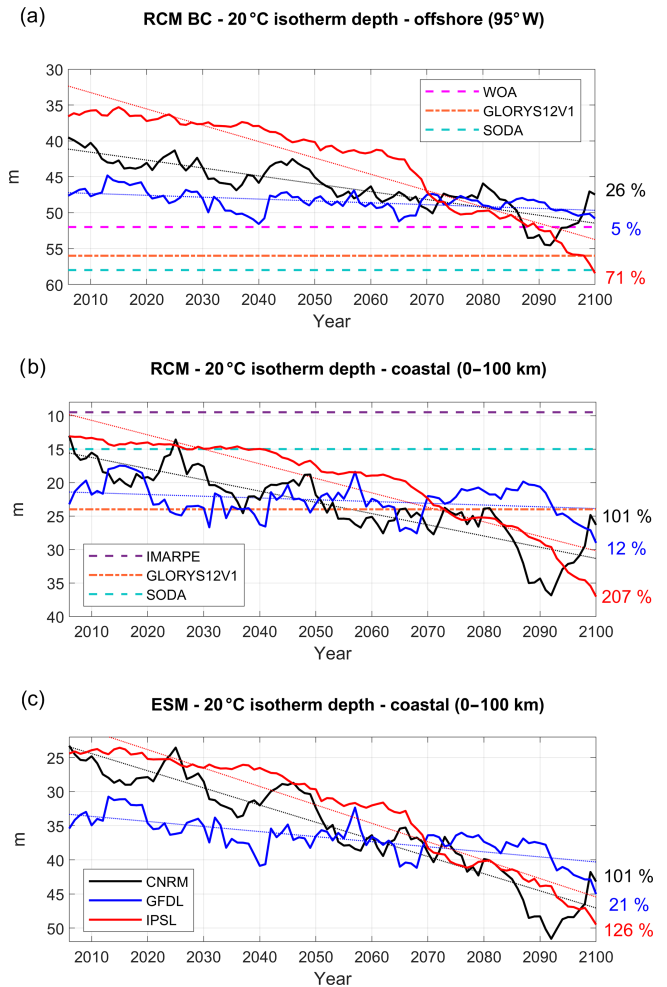 (a)
RCM BC - 20 °C isotherm depth - offshore (95° W)
30
35
40
45
50
55
60
m
WOA
GLORYS12V1
SODA
26 %
5 %
71 %
2010 2020 2030 2040 2050 2060 2070 2080 2090 2100
Year
(b)
RCM - 20 °C isotherm depth - coastal (0–100 km)
10
15
20
25
30
35
40
m
IMARPE
GLORYS12V1
SODA
101 %
12 %
207 %
2010 2020 2030 2040 2050 2060 2070 2080 2090 2100
Year
(c)
ESM - 20 °C isotherm depth - coastal (0–100 km)
25
30
35
40
45
50
m
CNRM
GFDL
IPSL
101 %
21 %
126 %
2010 2020 2030 2040 2050 2060 2070 2080 2090 2100
Year